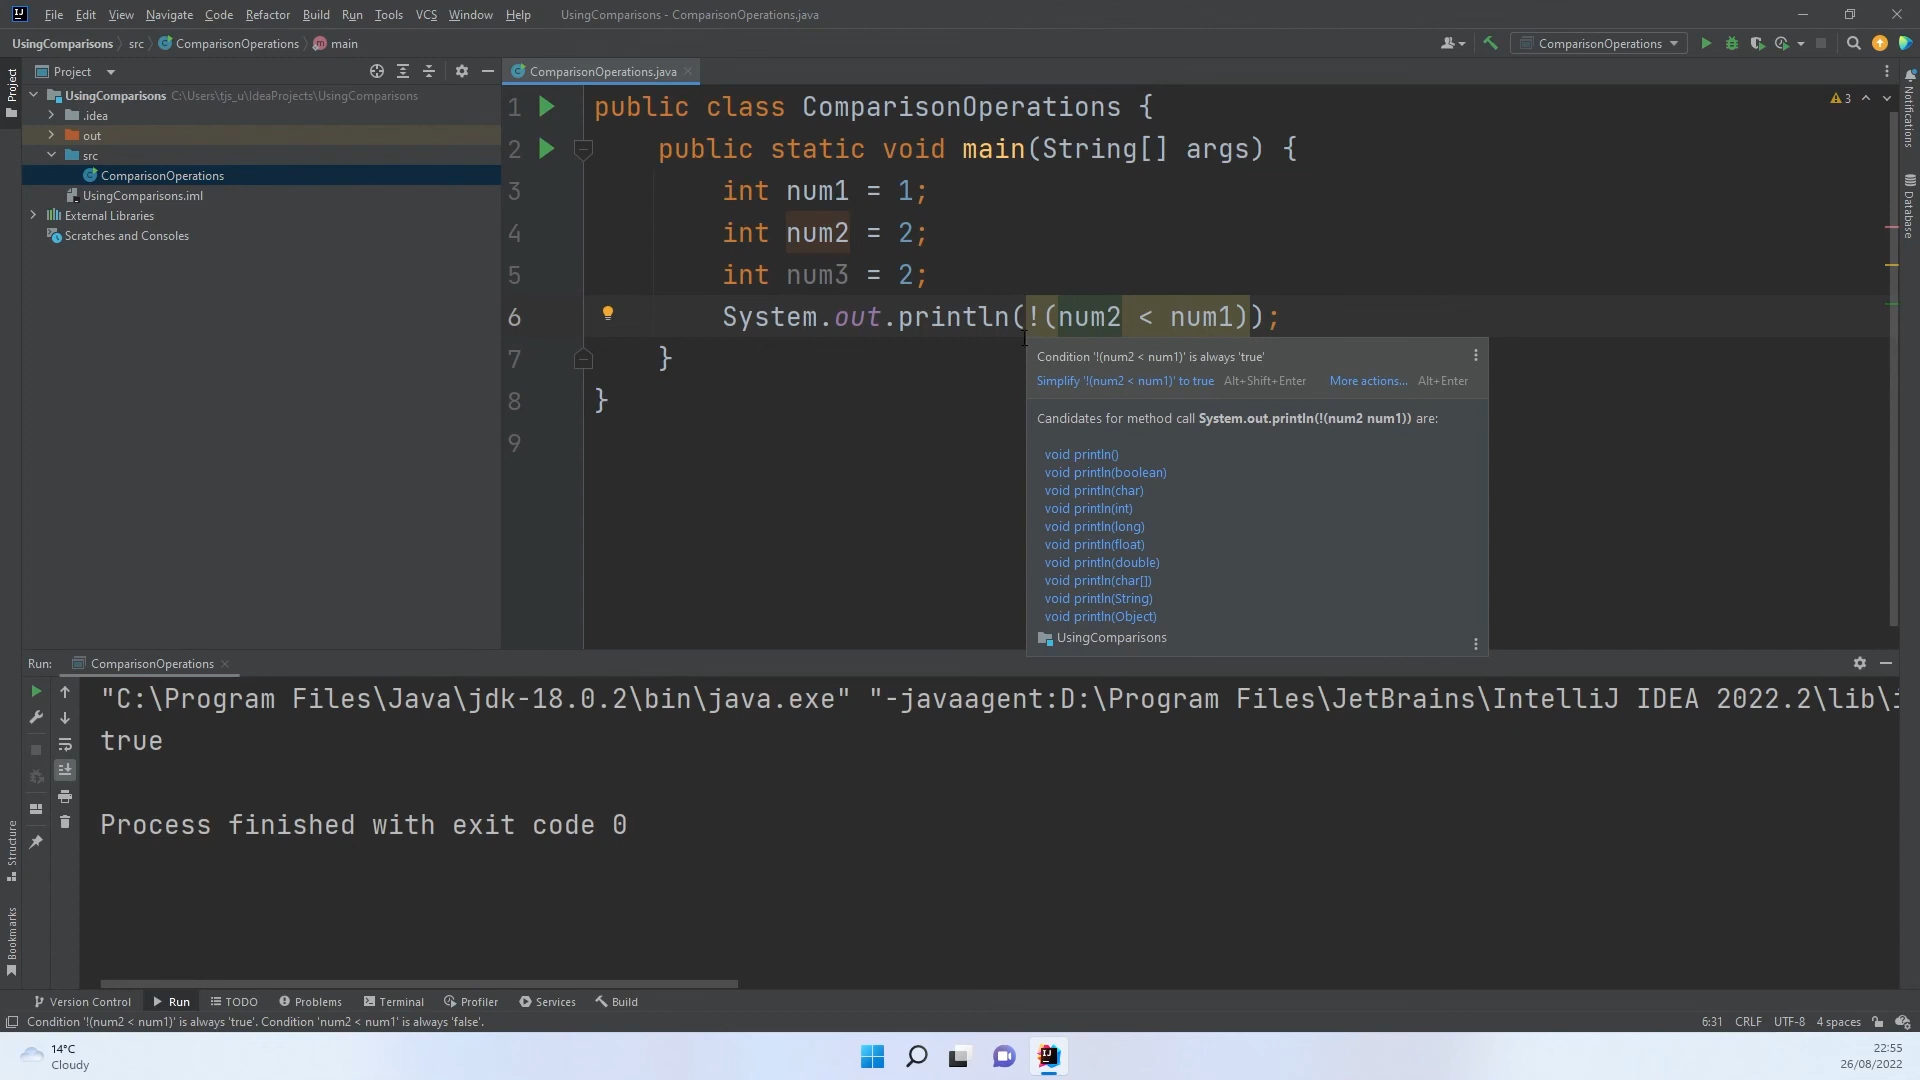 File Edit View Navigate Code Refactor Build Run Tools VCS Window Help UsingComparisons - ComparisonOperations.java
UsingComparisons src ComparisonOperations main
ComparisonOperations
Project
Project
ComparisonOperations.java
UsingComparisons C:\Users\tjs_u\IdeaProjects\UsingComparisons
.idea
out
src
ComparisonOperations
UsingComparisons.iml
External Libraries
Scratches and Consoles
1 public class ComparisonOperations {
2 public static void main(String[] args) {
3 int num1 = 1;
4 int num2 = 2;
5 int num3 = 2;
6 System.out.println(!(num2 < num1));
7 }
8 }
9
3
Notifications
Database
Condition '!(num2 < num1)' is always 'true'
Simplify '!(num2 < num1)' to true Alt+Shift+Enter More actions... Alt+Enter
Candidates for method call System.out.println(!(num2 num1)) are:
void println()
void println(boolean)
void println(char)
void println(int)
void println(long)
void println(float)
void println(double)
void println(char[])
void println(String)
void println(Object)
UsingComparisons
Run: ComparisonOperations
"C:\Program Files\Java\jdk-18.0.2\bin\java.exe" "-javaagent:D:\Program Files\JetBrains\IntelliJ IDEA 2022.2\lib\
true
Process finished with exit code 0
Structure
Bookmarks
Version Control Run TODO Problems Terminal Profiler Services Build
Condition '!(num2 < num1)' is always 'true'. Condition 'num2 < num1' is always 'false'.
6:31 CRLF UTF-8 4 spaces
14°C
Cloudy
22:55
26/08/2022